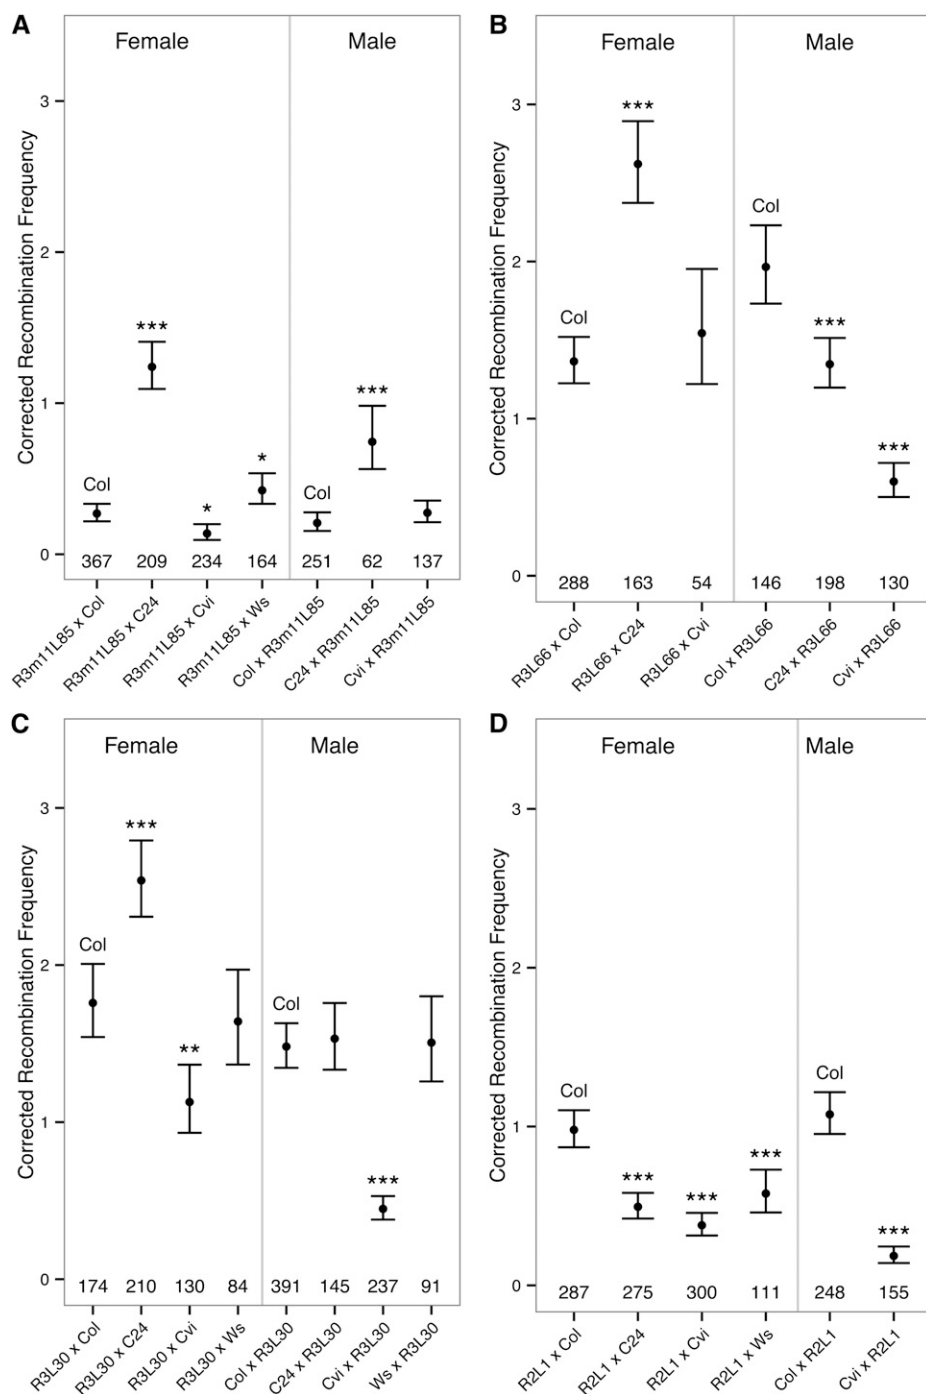 A
Female
Male
Corrected Recombination Frequency
3
2
1
0
Col
***
*
*
Col
***
367 209 234 164 251 62 137
R3m11L85 x Col
R3m11L85 x C24
R3m11L85 x Cvi
R3m11L85 x Ws
Col x R3m11L85
C24 x R3m11L85
Cvi x R3m11L85
B
Female
Male
Corrected Recombination Frequency
3
2
1
0
Col
***
Col
***
***
288 163 54 146 198 130
R3L66 x Col
R3L66 x C24
R3L66 x Cvi
Col x R3L66
C24 x R3L66
Cvi x R3L66
C
Female
Male
Corrected Recombination Frequency
3
2
1
0
Col
***
**
Col
***
174 210 130 84 391 145 237 91
R3L30 x Col
R3L30 x C24
R3L30 x Cvi
R3L30 x Ws
Col x R3L30
C24 x R3L30
Cvi x R3L30
Ws x R3L30
D
Female
Male
Corrected Recombination Frequency
3
2
1
0
Col
***
***
***
Col
***
287 275 300 111 248 155
R2L1 x Col
R2L1 x C24
R2L1 x Cvi
R2L1 x Ws
Col x R2L1
Cvi x R2L1